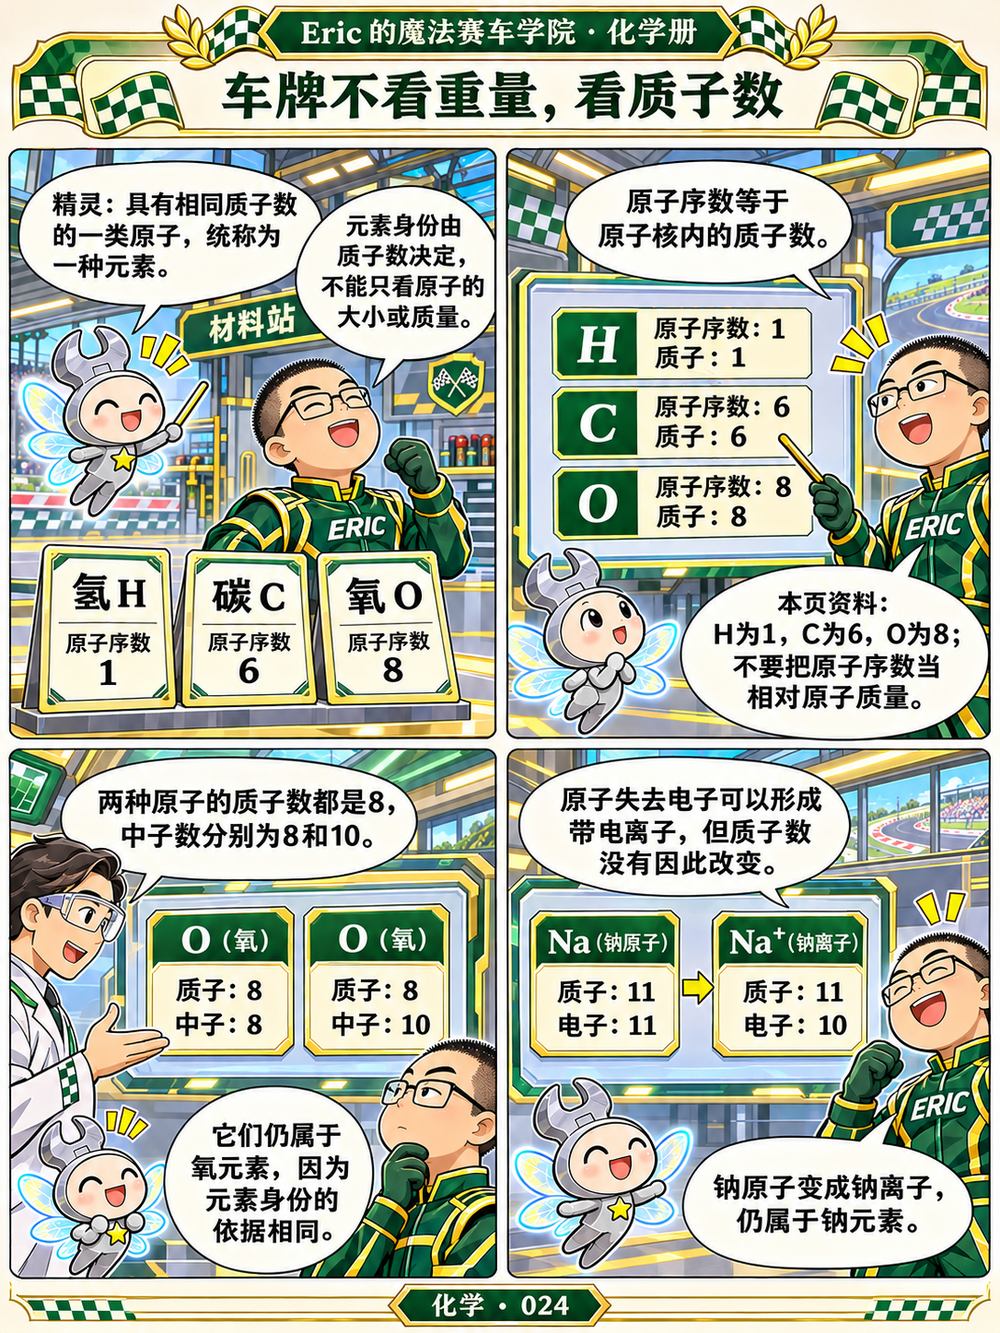 Eric的魔法赛车学院·化学册
车牌不看重量，看质子数
精灵：具有相同质子数
的一类原子，统称为
一种元素。
元素身份由
质子数决定，
不能只看原子的
大小或质量。
材料站
ERIC
氢H
原子序数
1
碳C
原子序数
6
氧O
原子序数
8
原子序数等于
原子核内的质子数。
H
原子序数：1
质子：1
C
原子序数：6
质子：6
O
原子序数：8
质子：8
ERIC
本页资料：
H为1，C为6，O为8；
不要把原子序数当
相对原子质量。
两种原子的质子数都是8，
中子数分别为8和10。
O（氧）
质子：8
中子：8
O（氧）
质子：8
中子：10
它们仍属于
氧元素，因为
元素身份的
依据相同。
原子失去电子可以形成
带电离子，但质子数
没有因此改变。
Na（钠原子）
质子：11
电子：11
Na⁺（钠离子）
质子：11
电子：10
ERIC
钠原子变成钠离子，
仍属于钠元素。
化学·024